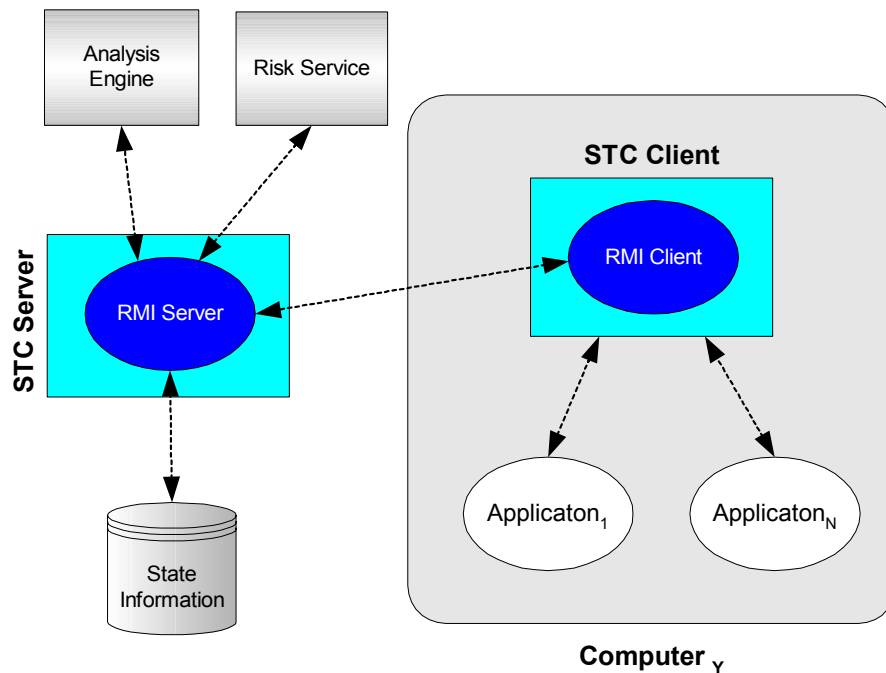 Analysis
Engine
Risk Service
STC Client
RMI Client
STC Server
RMI Server
Applicaton1
ApplicatonN
State
Information
Computer Y